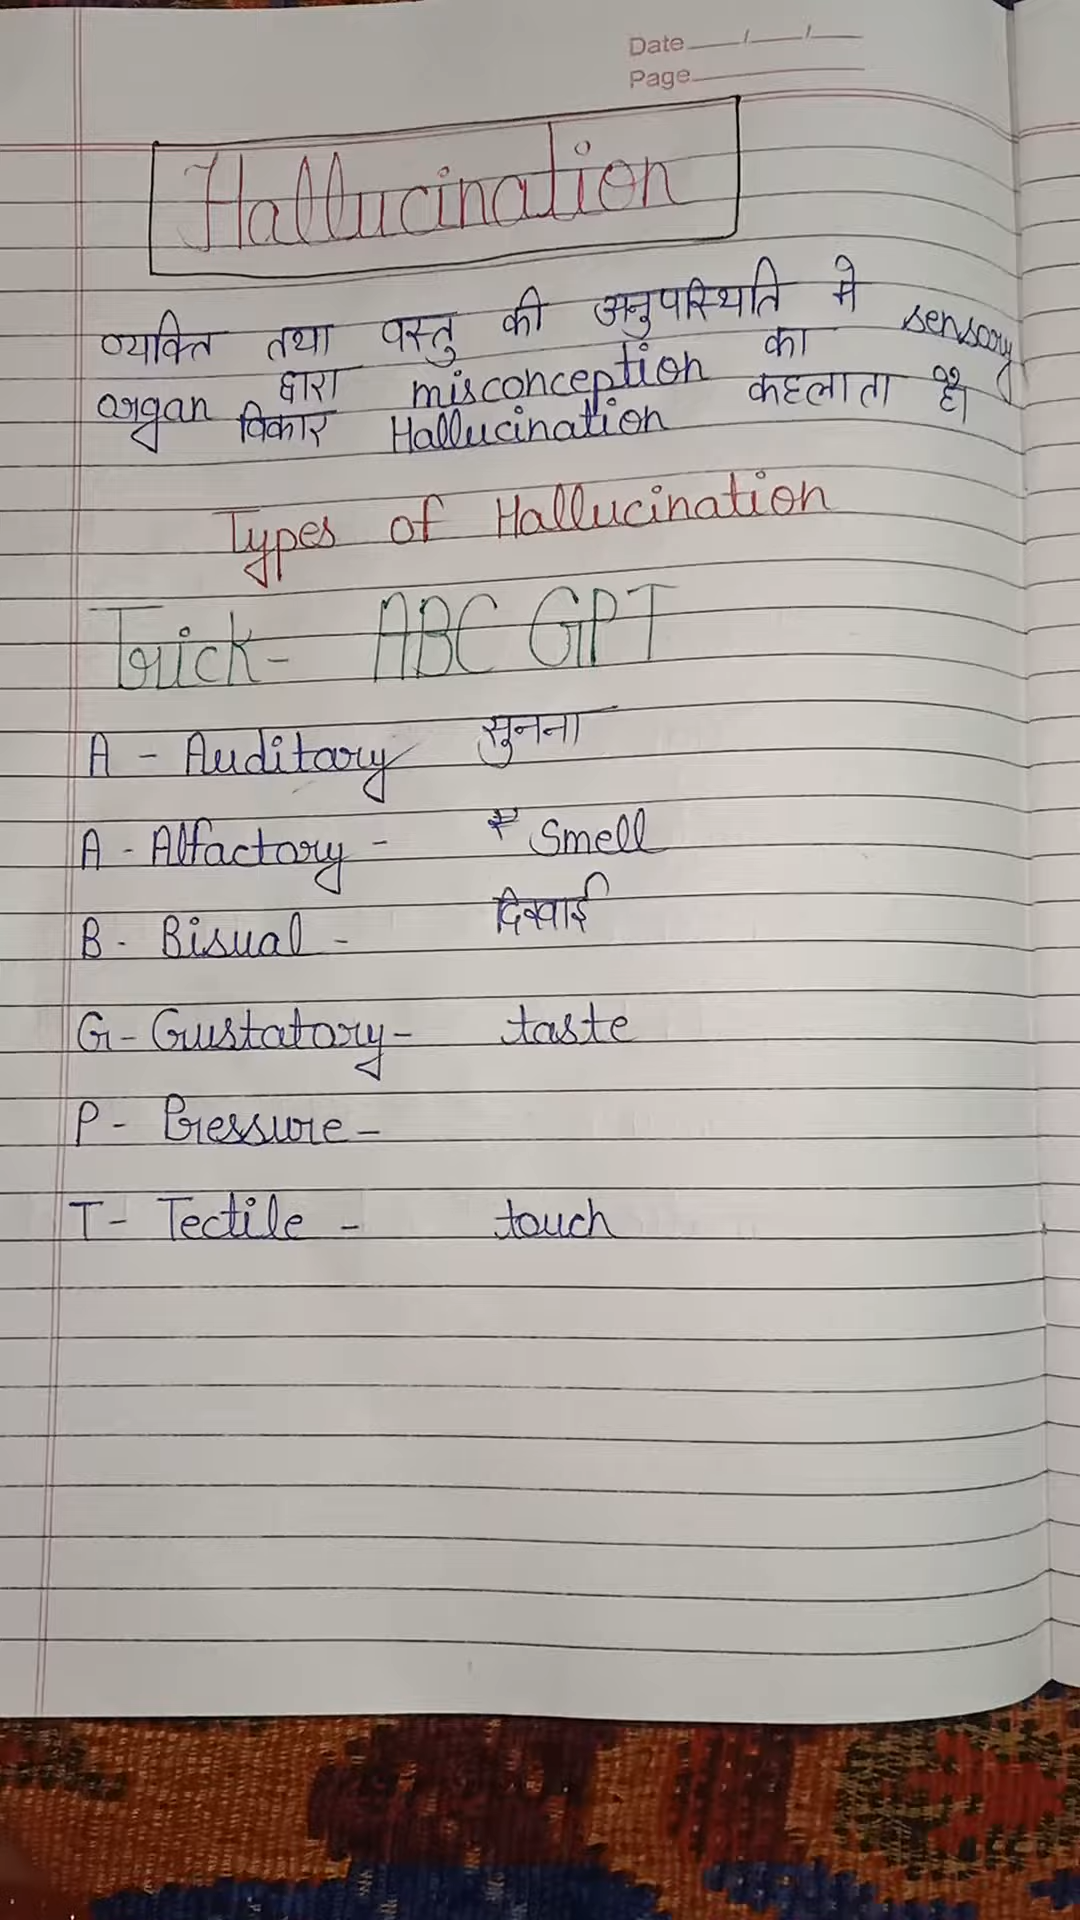 Date / /
Page
Hallucination
व्यक्ति तथा वस्तु की अनुपस्थिति मे sensory
organ द्वारा misconception का
विकार Hallucination कहलाता है।
Types of Hallucination
Trick - ABC GPT
A - Auditary सुनना
A - Alfactory - Smell
B - Bisual - दिखाई
G - Gustatory - taste
P - Pressure -
T - Tectile - touch